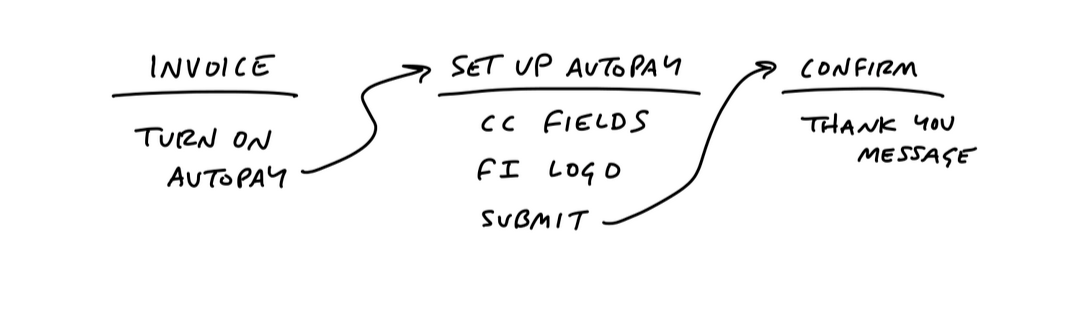 INVOICE
TURN ON
AUTOPAY
SET UP AUTOPAY
CC FIELDS
FI LOGO
SUBMIT
CONFIRM
THANK YOU
MESSAGE